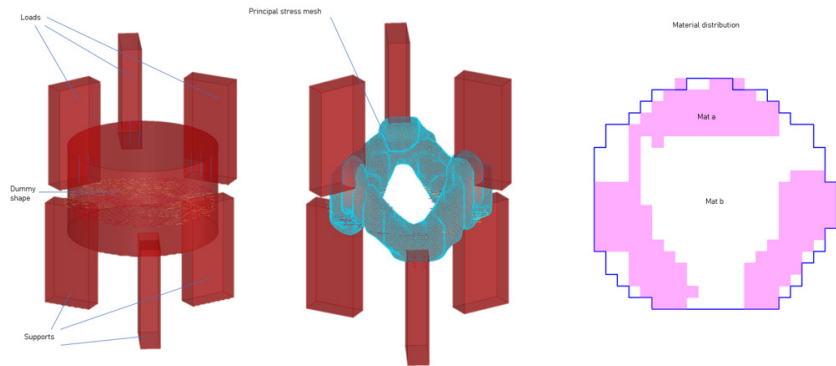 Loads
Principal stress mesh
Material distribution
Mat a
Dummy
shape
Mat b
Supports